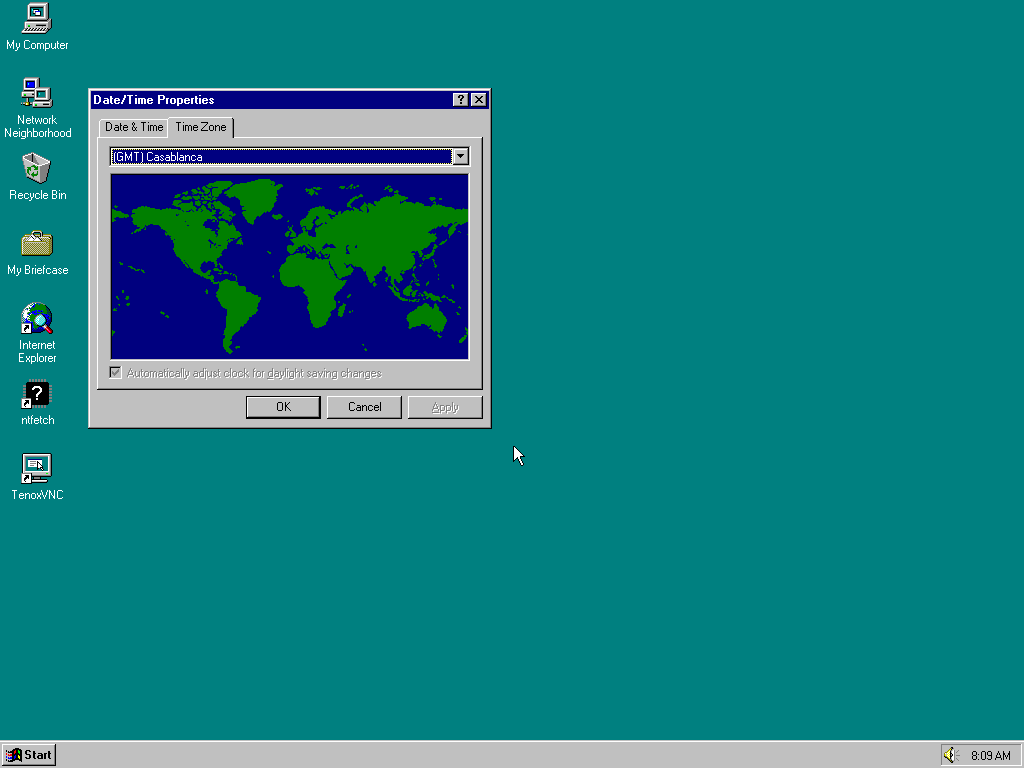 My Computer
Network
Neighborhood
Recycle Bin
My Briefcase
Internet
Explorer
?
ntfetch
TenoxVNC
Date/Time Properties
?
Date & Time
Time Zone
(GMT) Casablanca
Automatically adjust clock for daylight saving changes
OK
Cancel
Apply
Start
8:09 AM